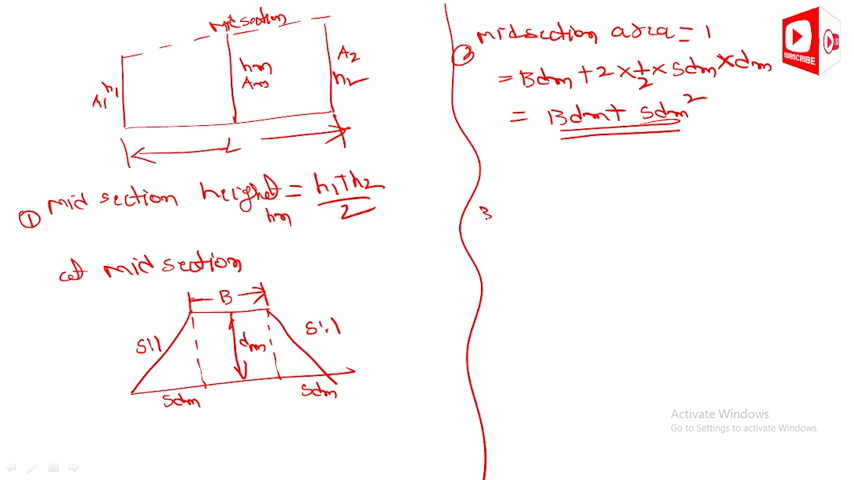 mid section
h1
A1
hm
Am
A2
h2
① mid section height hm = h1+h2/2
at mid section
B
S:1
dm
S:1
Sdm
Sdm
② midsection area = 1
= Bdm + 2 × 1/2 × Sdm × dm
= Bdm + Sdm²
3
SUBSCRIBE
Activate Windows
Go to Settings to activate Windows.